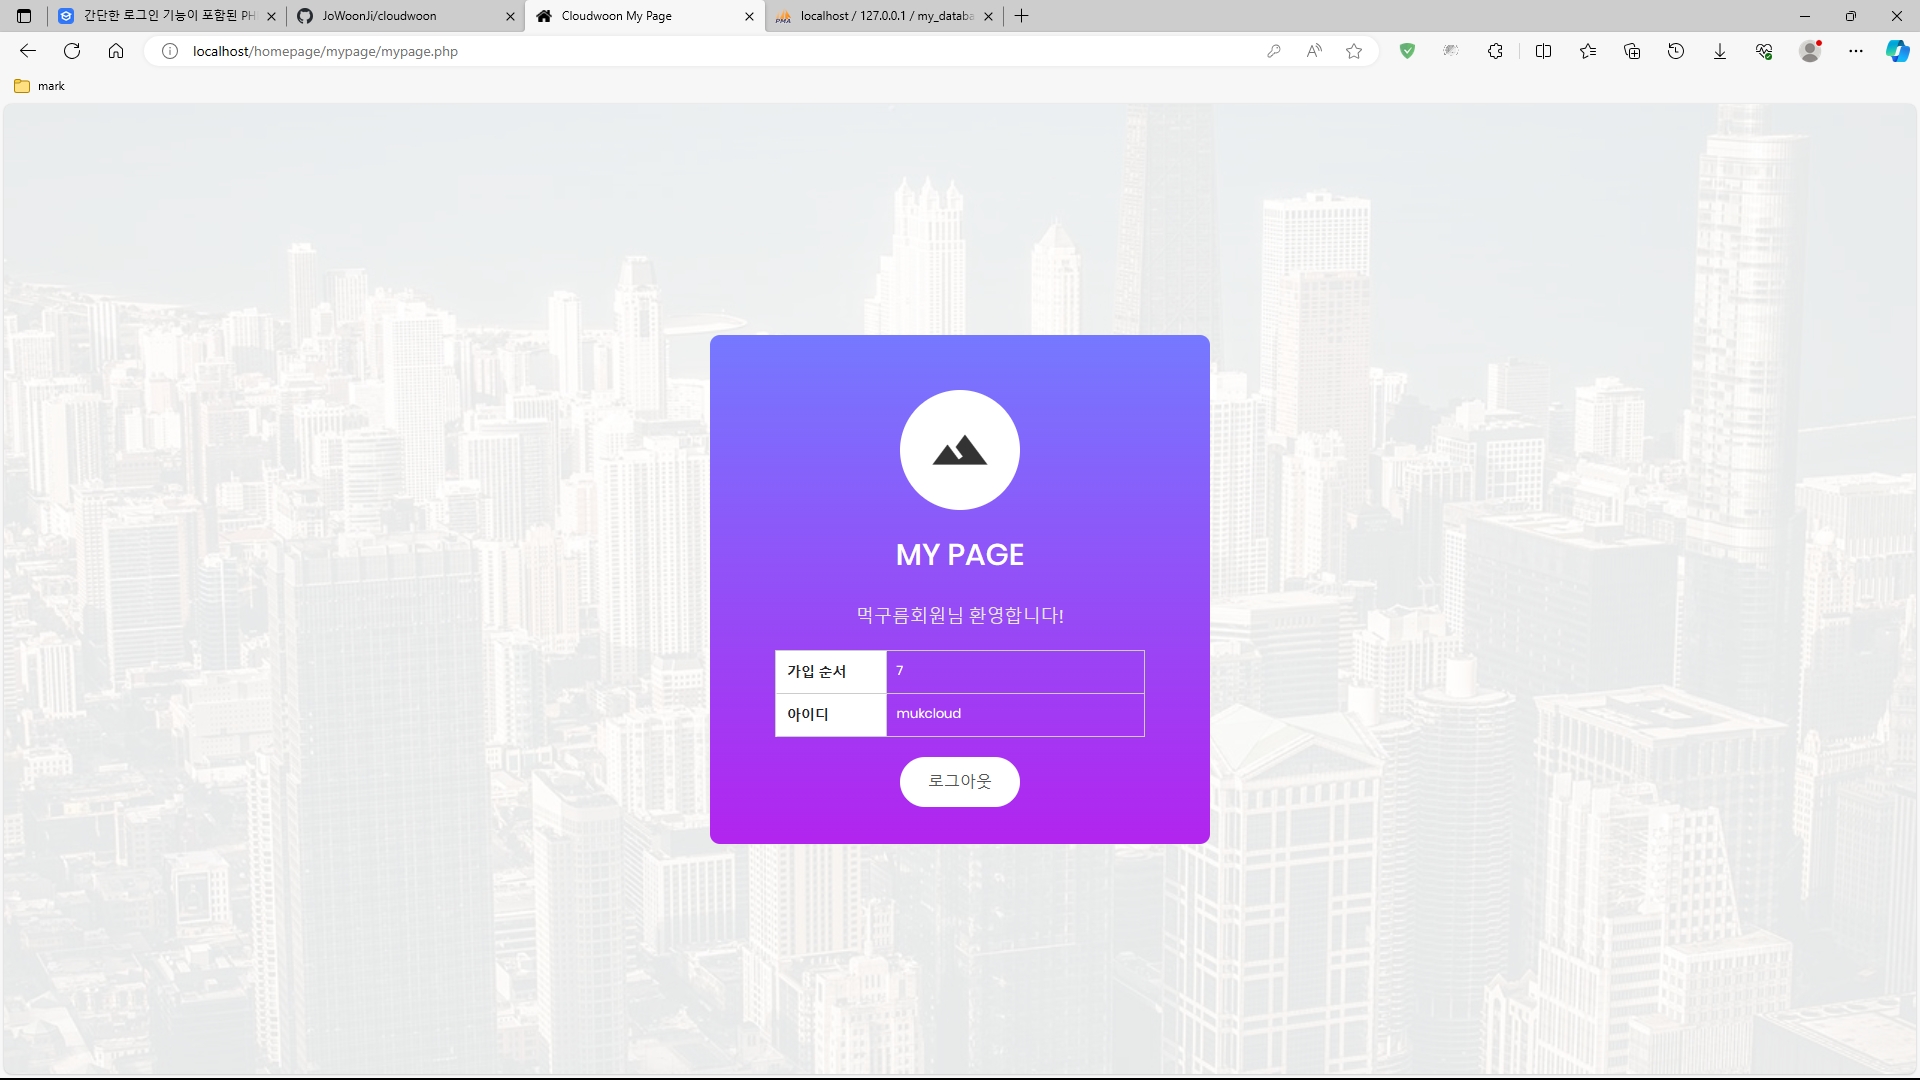 간단한 로그인 기능이 포함된 PH
JoWoonJi/cloudwoon
Cloudwoon My Page
PMA
localhost / 127.0.0.1 / my_databa
localhost/homepage/mypage/mypage.php
mark
MY PAGE
먹구름회원님 환영합니다!
가입 순서 7
아이디 mukcloud
로그아웃